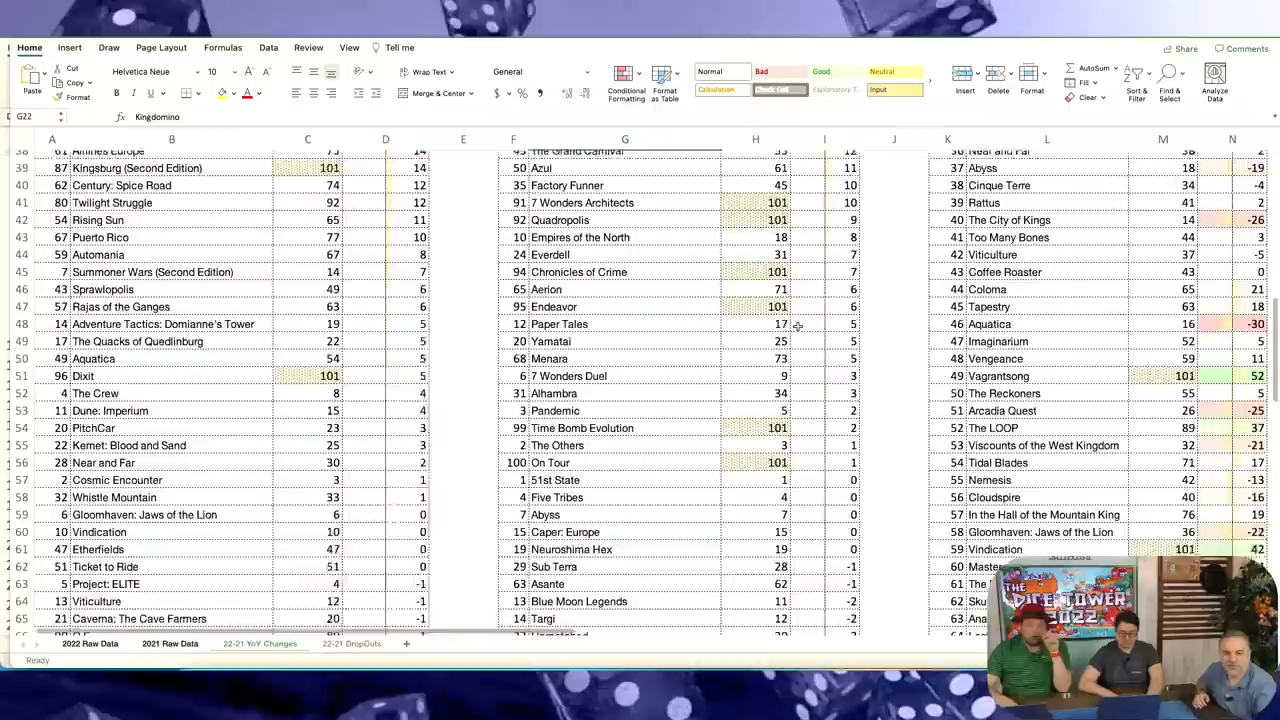 Home Insert Draw Page Layout Formulas Data Review View Tell me Share Comments
Paste Cut Copy Format Helvetica Neue 10 Wrap Text Merge & Center General Conditional Formatting Format as Table Normal Bad Good Neutral Calculation Check Cell Explanatory T... Input Insert Delete Format AutoSum Fill Clear Sort & Filter Find & Select Analyze Data
G22 fx Kingdomino
A B C D E F G H I J K L M N
38 61 Almes Europe 75 14 43 The Grand Carnival 55 12 36 Near and Far 38 2
39 87 Kingsburg (Second Edition) 101 14 50 Azul 61 11 37 Abyss 18 -19
40 62 Century: Spice Road 74 12 35 Factory Funner 45 10 38 Cinque Terre 34 -4
41 80 Twilight Struggle 92 12 91 7 Wonders Architects 101 10 39 Rattus 41 2
42 54 Rising Sun 65 11 92 Quadropolis 101 9 40 The City of Kings 14 -26
43 67 Puerto Rico 77 10 10 Empires of the North 18 8 41 Too Many Bones 44 3
44 59 Automania 67 8 24 Everdell 31 7 42 Viticulture 37 -5
45 7 Summoner Wars (Second Edition) 14 7 94 Chronicles of Crime 101 7 43 Coffee Roaster 43 0
46 43 Sprawlopolis 49 6 65 Aerion 71 6 44 Coloma 65 21
47 57 Rajas of the Ganges 63 6 95 Endeavor 101 6 45 Tapestry 63 18
48 14 Adventure Tactics: Domianne's Tower 19 5 12 Paper Tales 17 5 46 Aquatica 16 -30
49 17 The Quacks of Quedlinburg 22 5 20 Yamatai 25 5 47 Imaginarium 52 5
50 49 Aquatica 54 5 68 Menara 73 5 48 Vengeance 59 11
51 96 Dixit 101 5 6 7 Wonders Duel 9 3 49 Vagrantsong 101 52
52 4 The Crew 8 4 31 Alhambra 34 3 50 The Reckoners 55 5
53 11 Dune: Imperium 15 4 3 Pandemic 5 2 51 Arcadia Quest 26 -25
54 20 PitchCar 23 3 99 Time Bomb Evolution 101 2 52 The LOOP 89 37
55 22 Kemet: Blood and Sand 25 3 2 The Others 3 1 53 Viscounts of the West Kingdom 32 -21
56 28 Near and Far 30 2 100 On Tour 101 1 54 Tidal Blades 71 17
57 2 Cosmic Encounter 3 1 1 51st State 1 0 55 Nemesis 42 -13
58 32 Whistle Mountain 33 1 4 Five Tribes 4 0 56 Cloudspire 40 -16
59 6 Gloomhaven: Jaws of the Lion 6 0 7 Abyss 7 0 57 In the Hall of the Mountain King 76 19
60 10 Vindication 10 0 15 Caper: Europe 15 0 58 Gloomhaven: Jaws of the Lion 36 -22
61 47 Etherfields 47 0 19 Neuroshima Hex 19 0 59 Vindication 101 42
62 51 Ticket to Ride 51 0 29 Sub Terra 28 -1 60
63 5 Project: ELITE 4 -1 63 Asante 62 -1 61
64 13 Viticulture 12 -1 13 Blue Moon Legends 11 -2 62
65 21 Caverna: The Cave Farmers 20 -1 14 Targi 12 -2 63
THE DICE TOWER 2022
2022 Raw Data 2021 Raw Data 22-21 YoY Changes 22-21 DropOuts +
Ready